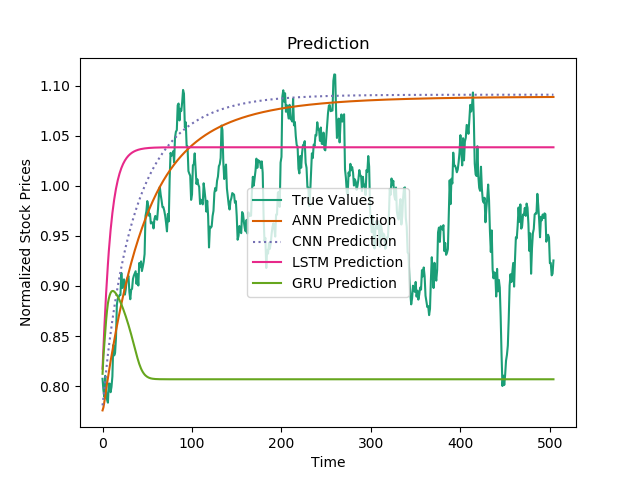 Prediction
Normalized Stock Prices
1.10
1.05
1.00
0.95
0.90
0.85
0.80
True Values
ANN Prediction
CNN Prediction
LSTM Prediction
GRU Prediction
0 100 200 300 400 500
Time